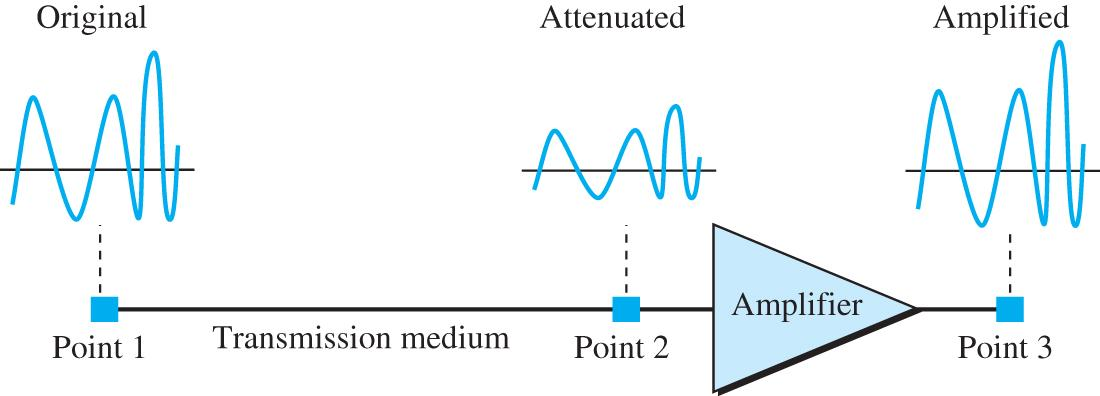 Original
Attenuated
Amplified
Amplifier
Transmission medium
Point 1
Point 2
Point 3